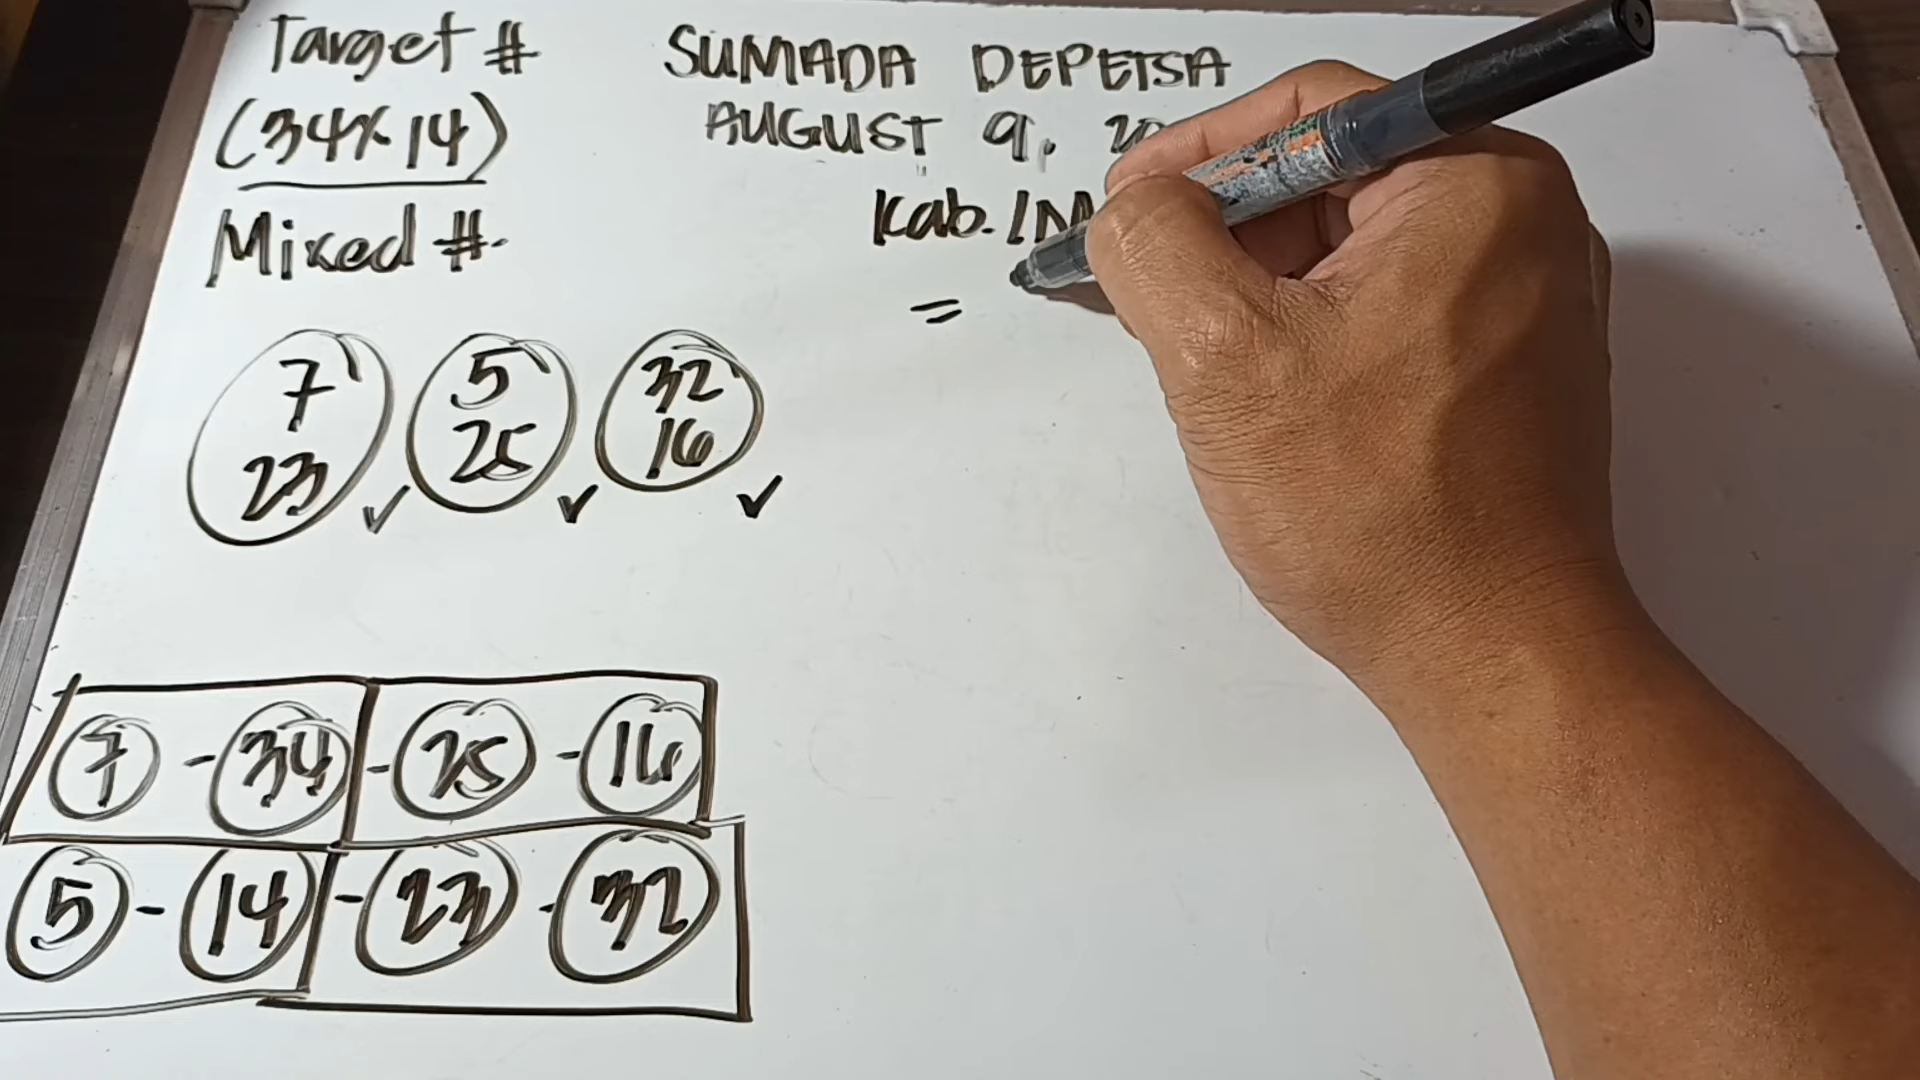 Target #
(34x14)
Mixed #.
SUMADA DEPETSA
AUGUST 9, 20
Kab.
=
7 5 32
23 25 16
7 - 34 - 25 - 16
5 - 14 - 23 - 32